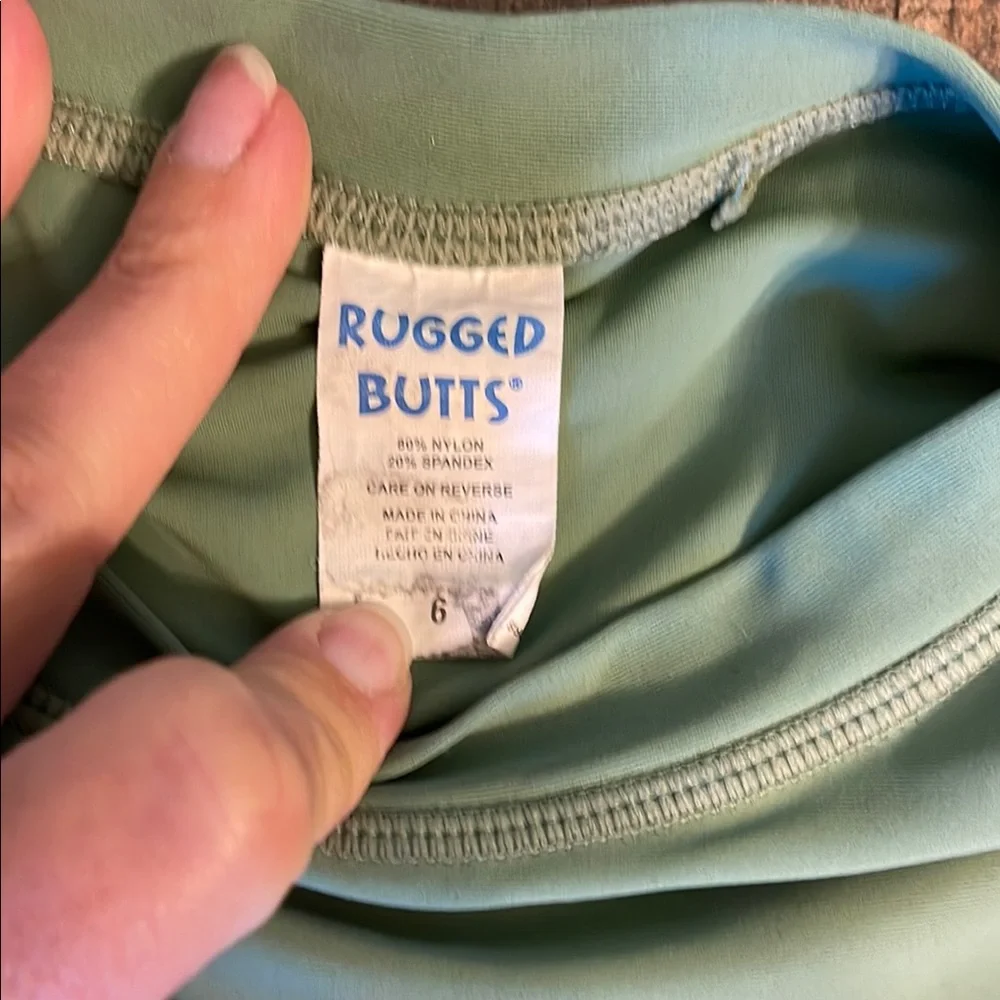 RUGGED
BUTTS®
80% NYLON
20% SPANDEX
CARE ON REVERSE
MADE IN CHINA
FAIT EN CHINE
HECHO EN CHINA
6